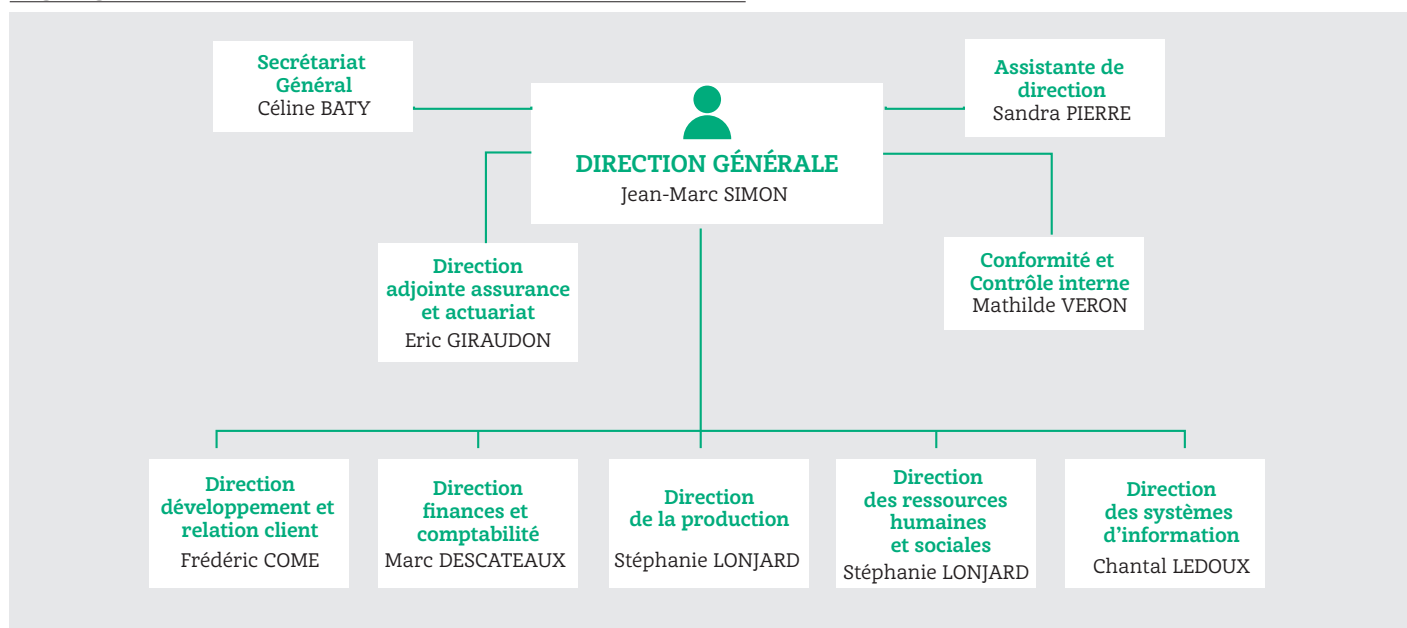 Secrétariat
Général
Céline BATY
Assistante de
direction
Sandra PIERRE
DIRECTION GÉNÉRALE
Jean-Marc SIMON
Direction
adjointe assurance
et actuariat
Eric GIRAUDON
Conformité et
Contrôle interne
Mathilde VERON
Direction
développement et
relation client
Frédéric COME
Direction
finances et
comptabilité
Marc DESCATEAUX
Direction
de la production
Stéphanie LONJARD
Direction
des ressources
humaines
et sociales
Stéphanie LONJARD
Direction
des systèmes
d'information
Chantal LEDOUX